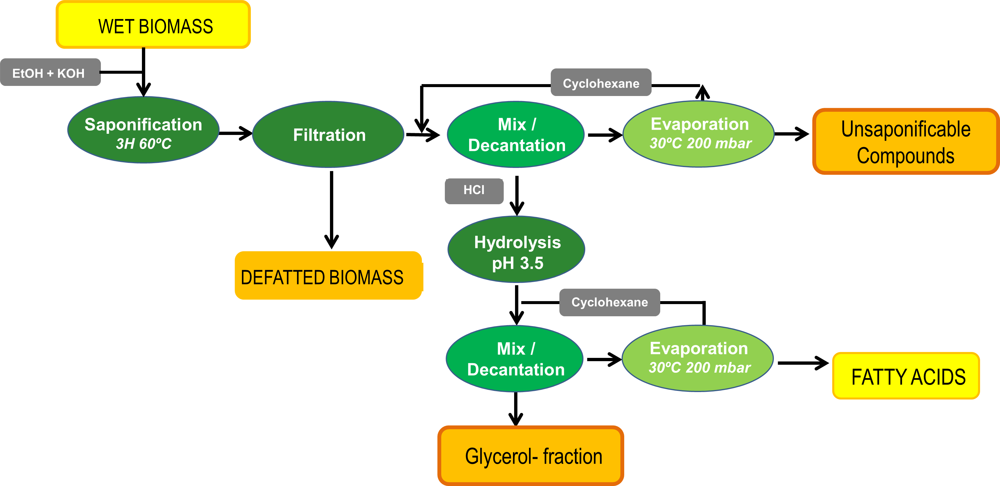 WET BIOMASS
EtOH + KOH
Cyclohexane
Saponification
3H 60ºC
Filtration
Mix /
Decantation
Evaporation
30ºC 200 mbar
Unsaponificable
Compounds
HCl
Hydrolysis
pH 3.5
DEFATTED BIOMASS
Cyclohexane
Mix /
Decantation
Evaporation
30ºC 200 mbar
FATTY ACIDS
Glycerol- fraction